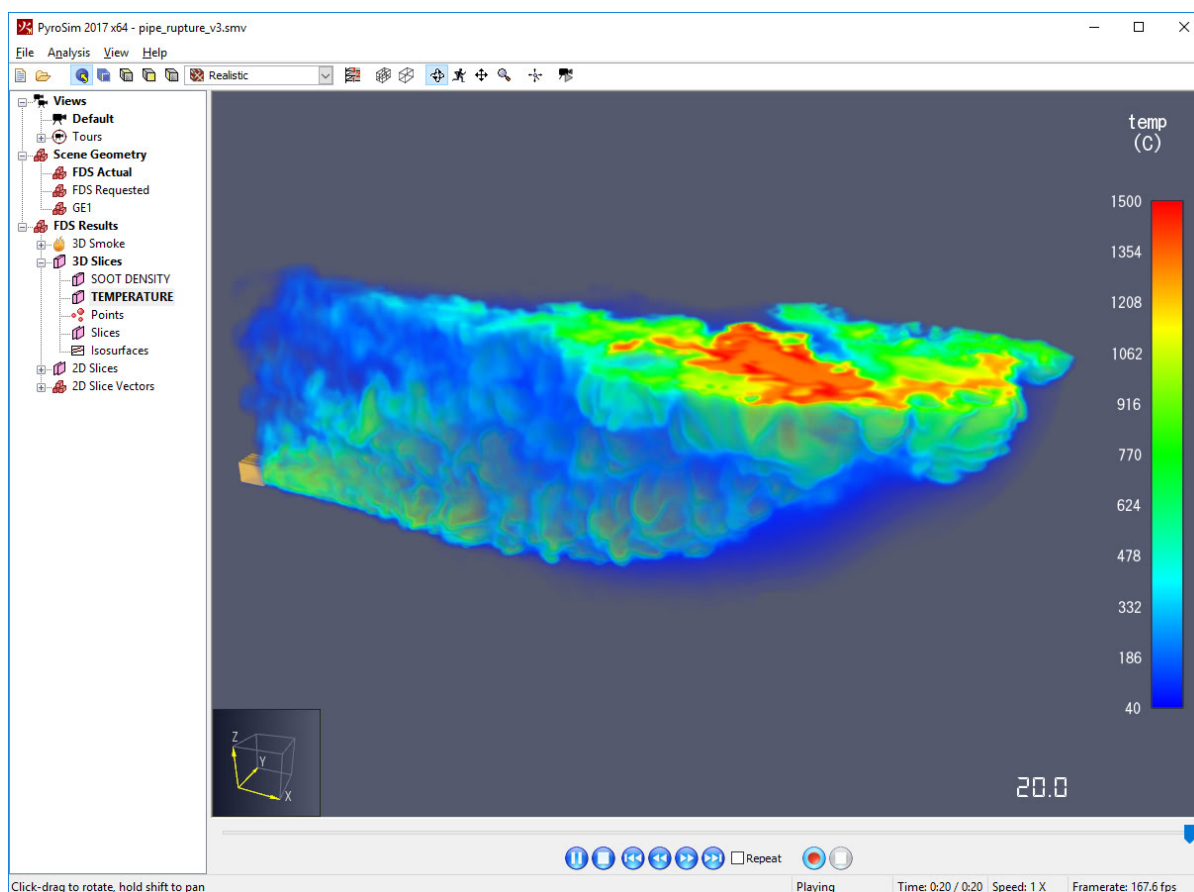 PyroSim 2017 x64 - pipe_rupture_v3.smv
File Analysis View Help
Realistic
Views
Default
Tours
Scene Geometry
FDS Actual
FDS Requested
GE1
FDS Results
3D Smoke
3D Slices
SOOT DENSITY
TEMPERATURE
Points
Slices
Isosurfaces
2D Slices
2D Slice Vectors
temp
(C)
1500
1354
1208
1062
916
770
624
478
332
186
40
Z
Y
X
20.0
Repeat
Click-drag to rotate, hold shift to pan
Playing Time: 0:20 / 0:20 Speed: 1 X Framerate: 167.6 fps